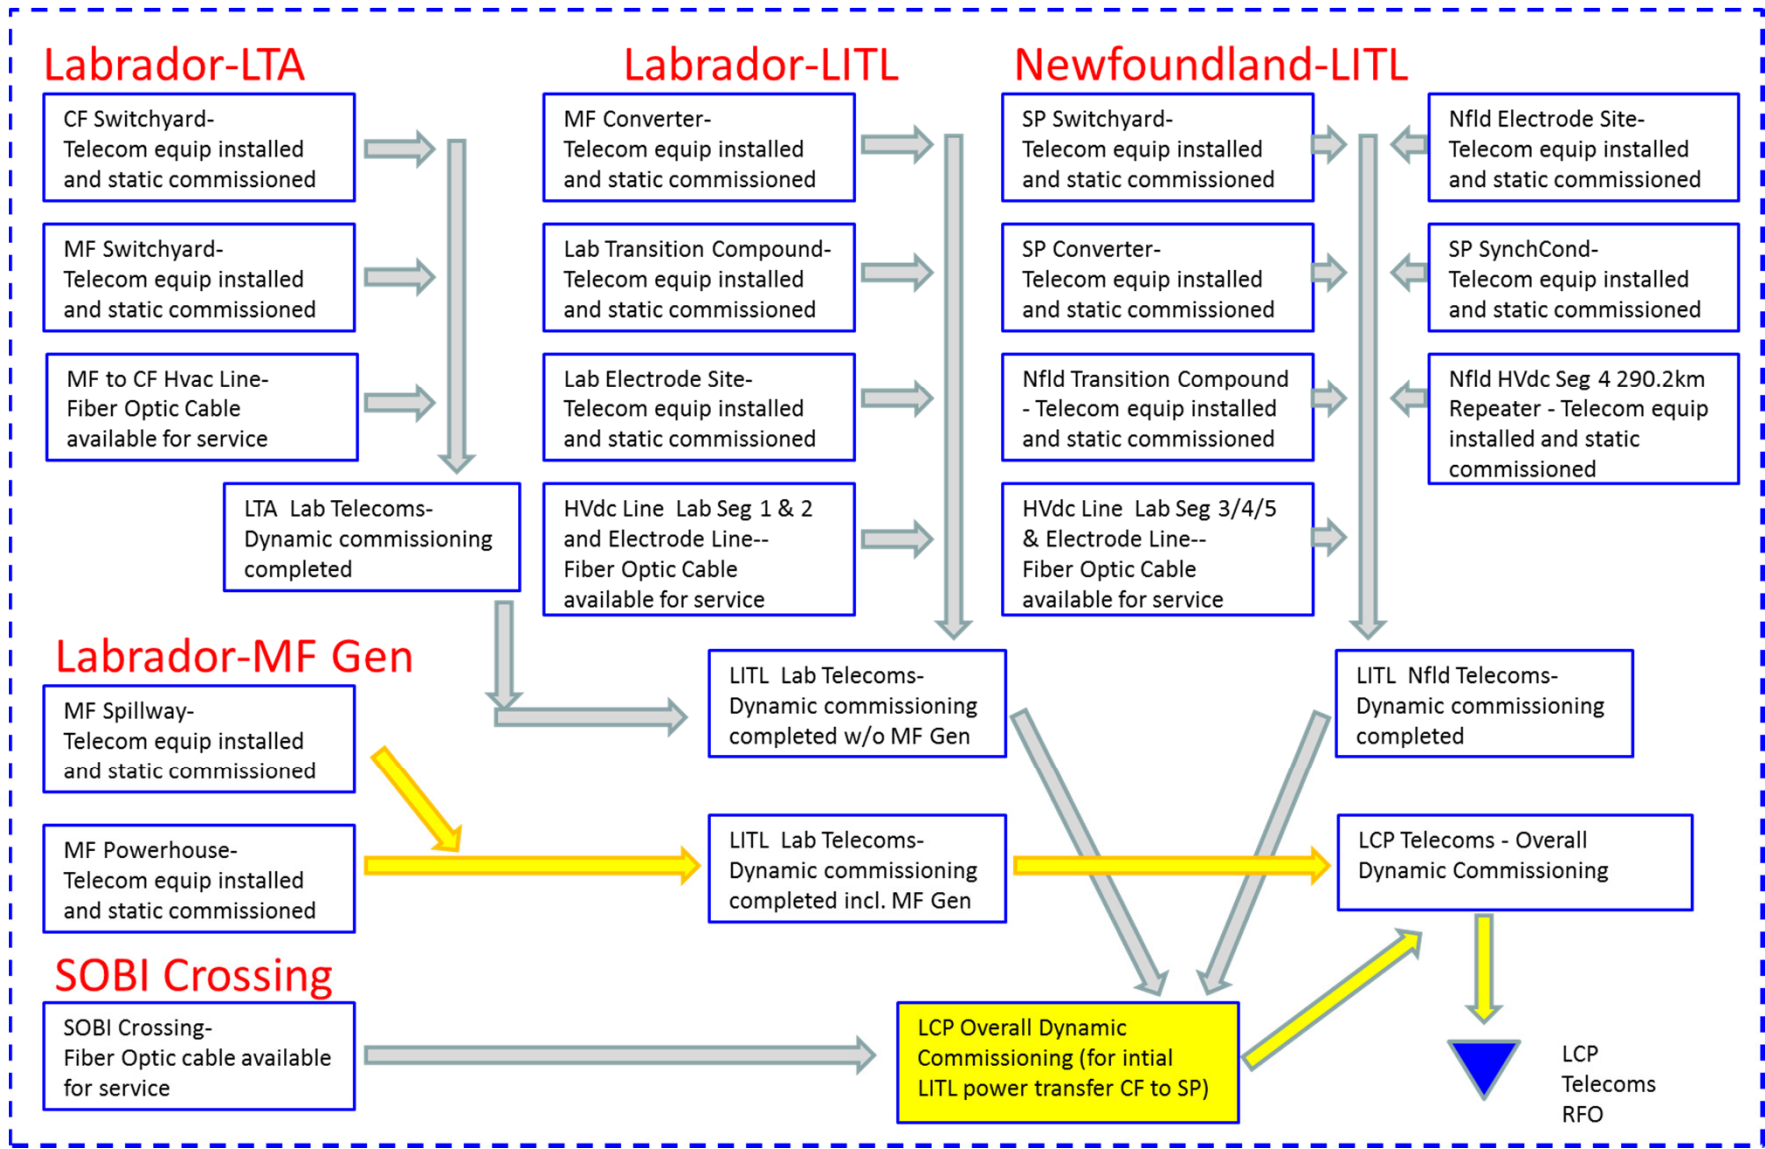 Labrador-LTA
CF Switchyard-
Telecom equip installed
and static commissioned
MF Switchyard-
Telecom equip installed
and static commissioned
MF to CF Hvac Line-
Fiber Optic Cable
available for service
LTA Lab Telecoms-
Dynamic commissioning
completed
Labrador-LITL
MF Converter-
Telecom equip installed
and static commissioned
Lab Transition Compound-
Telecom equip installed
and static commissioned
Lab Electrode Site-
Telecom equip installed
and static commissioned
HVdc Line Lab Seg 1 & 2
and Electrode Line--
Fiber Optic Cable
available for service
Newfoundland-LITL
SP Switchyard-
Telecom equip installed
and static commissioned
SP Converter-
Telecom equip installed
and static commissioned
Nfld Transition Compound
- Telecom equip installed
and static commissioned
HVdc Line Lab Seg 3/4/5
& Electrode Line--
Fiber Optic Cable
available for service
Nfld Electrode Site-
Telecom equip installed
and static commissioned
SP SynchCond-
Telecom equip installed
and static commissioned
Nfld HVdc Seg 4 290.2km
Repeater - Telecom equip
installed and static
commissioned
Labrador-MF Gen
MF Spillway-
Telecom equip installed
and static commissioned
LITL Lab Telecoms-
Dynamic commissioning
completed w/o MF Gen
LITL Nfld Telecoms-
Dynamic commissioning
completed
MF Powerhouse-
Telecom equip installed
and static commissioned
LITL Lab Telecoms-
Dynamic commissioning
completed incl. MF Gen
LCP Telecoms - Overall
Dynamic Commissioning
SOBI Crossing
SOBI Crossing-
Fiber Optic cable available
for service
LCP Overall Dynamic
Commissioning (for intial
LITL power transfer CF to SP)
LCP
Telecoms
RFO